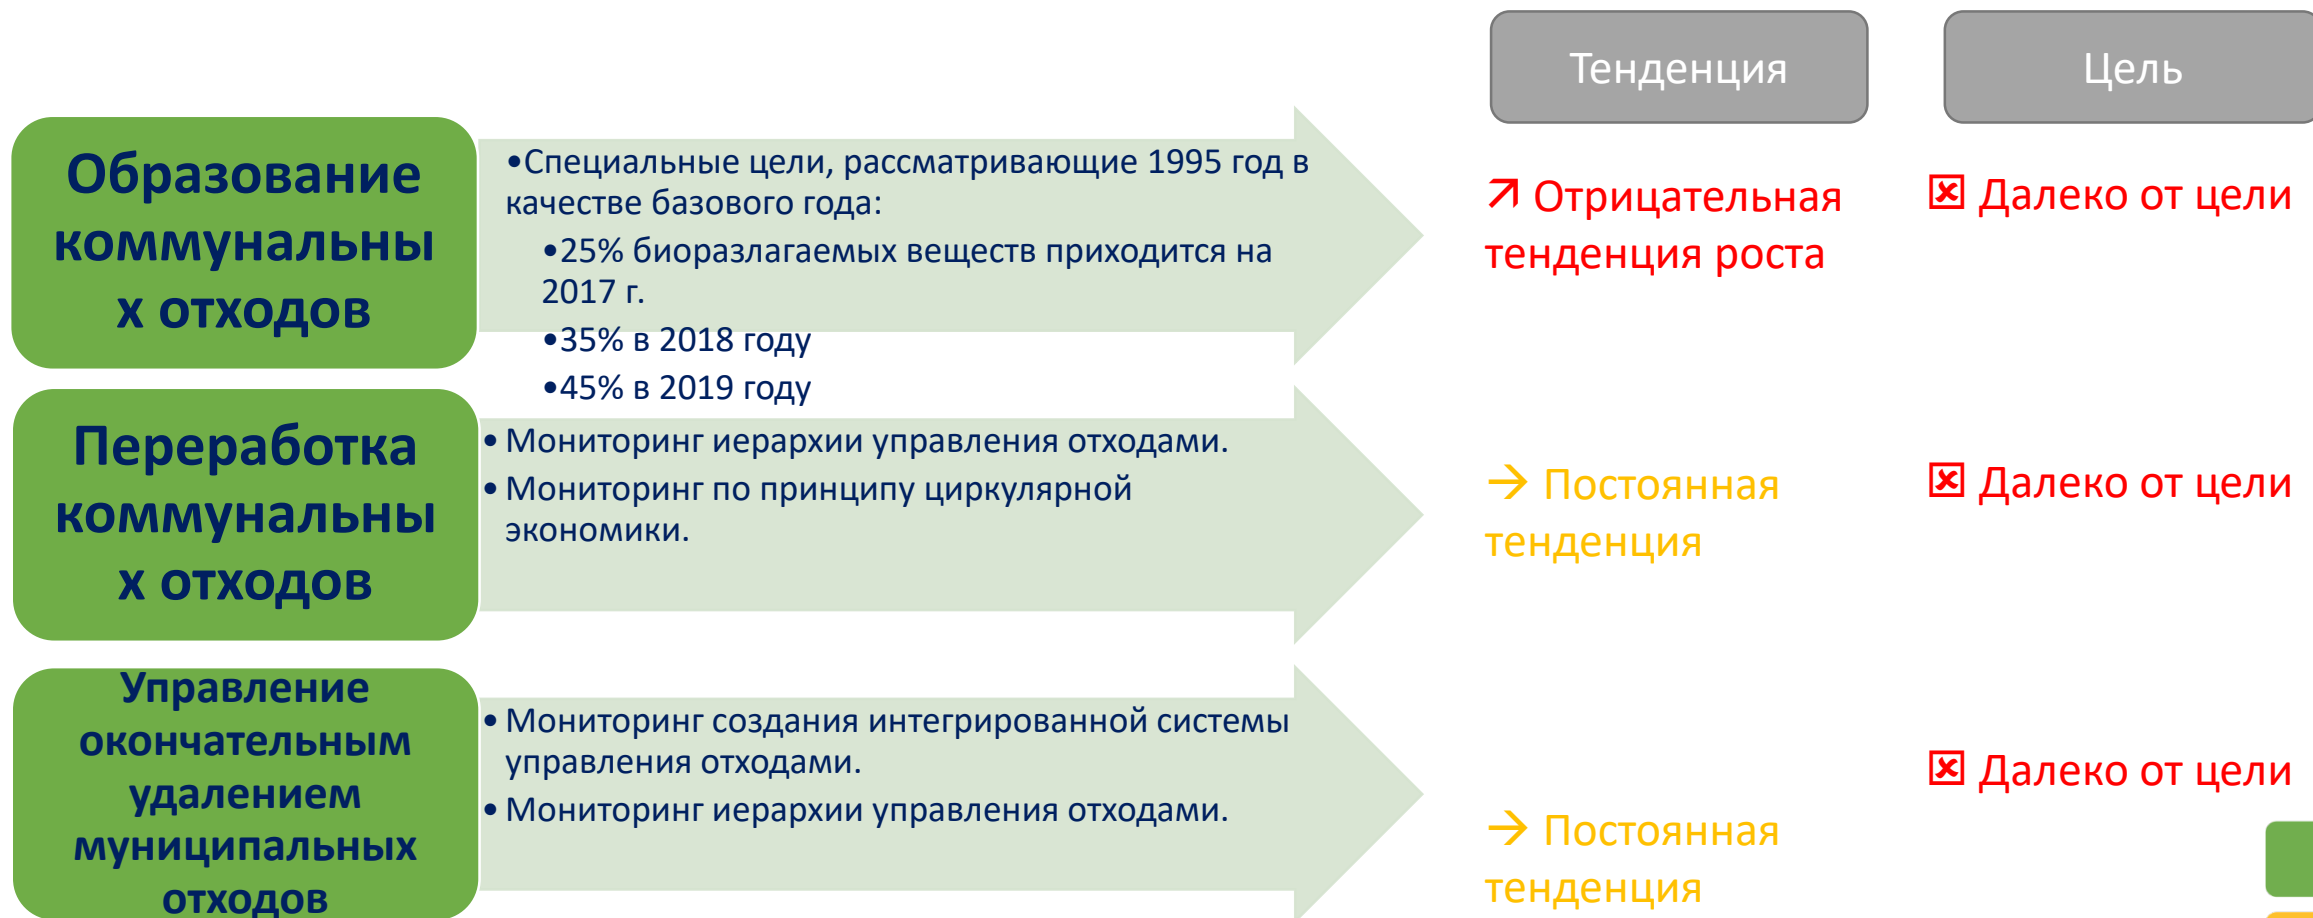 Тенденция
Цель
Образование
коммунальны
х отходов
•Специальные цели, рассматривающие 1995 год в
качестве базового года:
•25% биоразлагаемых веществ приходится на
2017 г.
•35% в 2018 году
•45% в 2019 году
↗ Отрицательная
тенденция роста
☒ Далеко от цели
Переработка
коммунальны
х отходов
•Мониторинг иерархии управления отходами.
•Мониторинг по принципу циркулярной
экономики.
→ Постоянная
тенденция
☒ Далеко от цели
Управление
окончательным
удалением
муниципальных
отходов
•Мониторинг создания интегрированной системы
управления отходами.
•Мониторинг иерархии управления отходами.
→ Постоянная
тенденция
☒ Далеко от цели